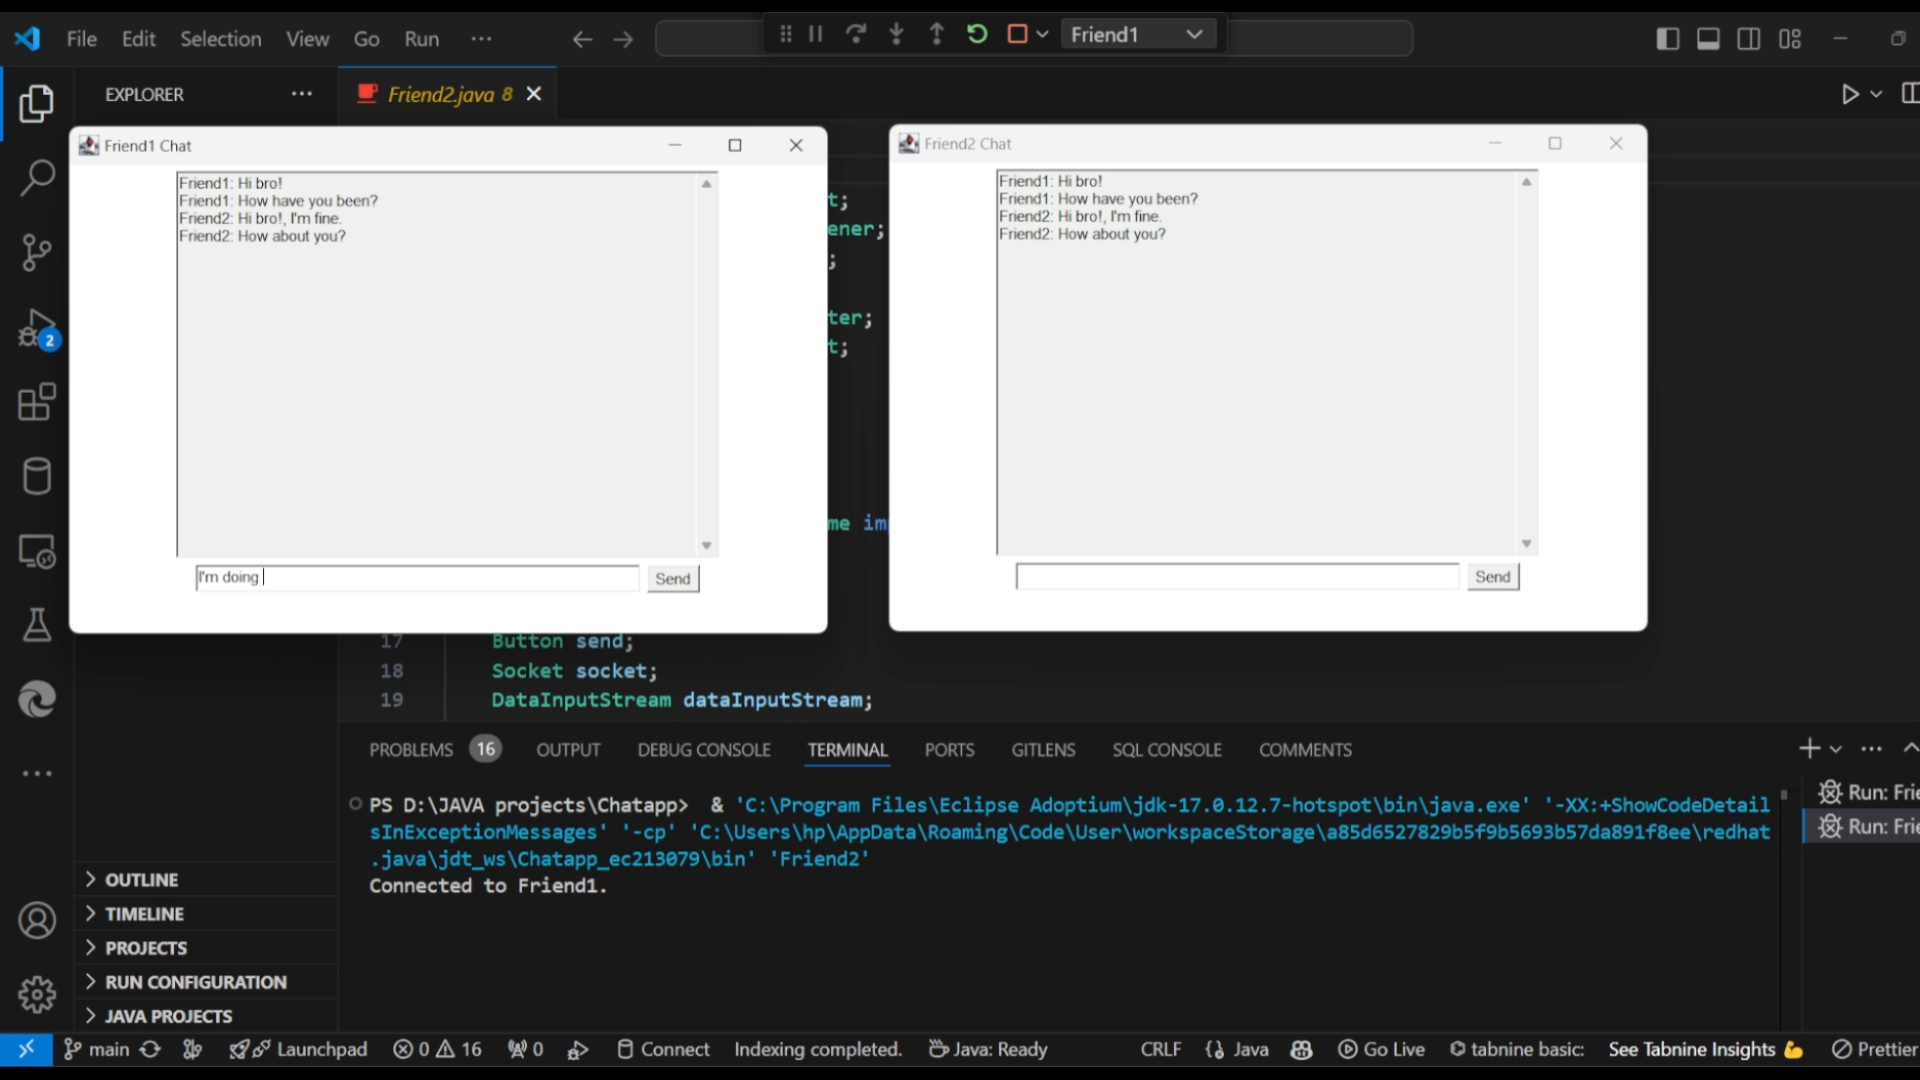 File Edit Selection View Go Run ···
Friend1
EXPLORER ···
Friend2.java 8
Friend1 Chat
Friend1: Hi bro!
Friend1: How have you been?
Friend2: Hi bro!, I'm fine.
Friend2: How about you?
I'm doing
Send
t;
ener;
;
ter;
t;
me im
Friend2 Chat
Friend1: Hi bro!
Friend1: How have you been?
Friend2: Hi bro!, I'm fine.
Friend2: How about you?
Send
2
17 Button send;
18 Socket socket;
19 DataInputStream dataInputStream;
PROBLEMS 16 OUTPUT DEBUG CONSOLE TERMINAL PORTS GITLENS SQL CONSOLE COMMENTS
PS D:\JAVA projects\Chatapp> & 'C:\Program Files\Eclipse Adoptium\jdk-17.0.12.7-hotspot\bin\java.exe' '-XX:+ShowCodeDetail
sInExceptionMessages' '-cp' 'C:\Users\hp\AppData\Roaming\Code\User\workspaceStorage\a85d6527829b5f9b5693b57da891f8ee\redhat
.java\jdt_ws\Chatapp_ec213079\bin' 'Friend2'
Connected to Friend1.
Run: Frie
Run: Frie
OUTLINE
TIMELINE
PROJECTS
RUN CONFIGURATION
JAVA PROJECTS
main Launchpad 0 16 0 Connect Indexing completed. Java: Ready CRLF {} Java Go Live tabnine basic: See Tabnine Insights 💪 Prettier